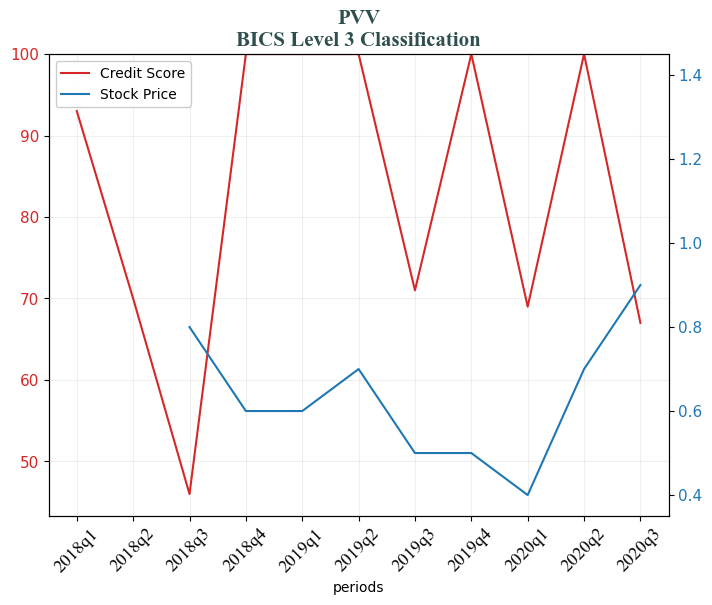 PVV
BICS Level 3 Classification
Credit Score
Stock Price
100
90
80
70
60
50
1.4
1.2
1.0
0.8
0.6
0.4
2018q1
2018q2
2018q3
2018q4
2019q1
2019q2
2019q3
2019q4
2020q1
2020q2
2020q3
periods